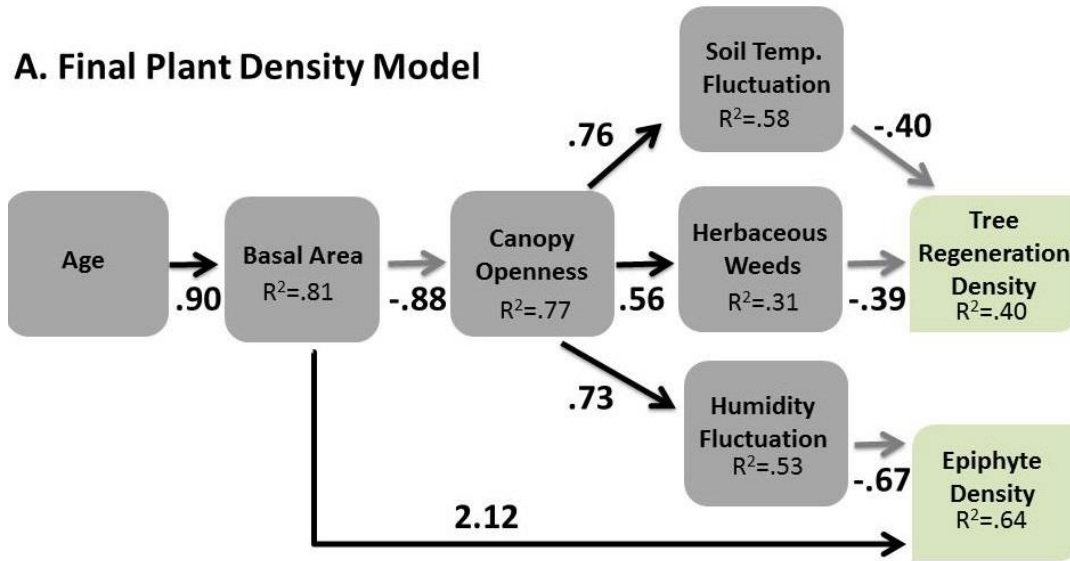 A. Final Plant Density Model
Soil Temp.
Fluctuation
R²=.58
.76
-.40
Age
.90
Basal Area
R²=.81
-.88
Canopy
Openness
R²=.77
.56
Herbaceous
Weeds
R²=.31
-.39
Tree
Regeneration
Density
R²=.40
.73
Humidity
Fluctuation
R²=.53
-.67
Epiphyte
Density
R²=.64
2.12